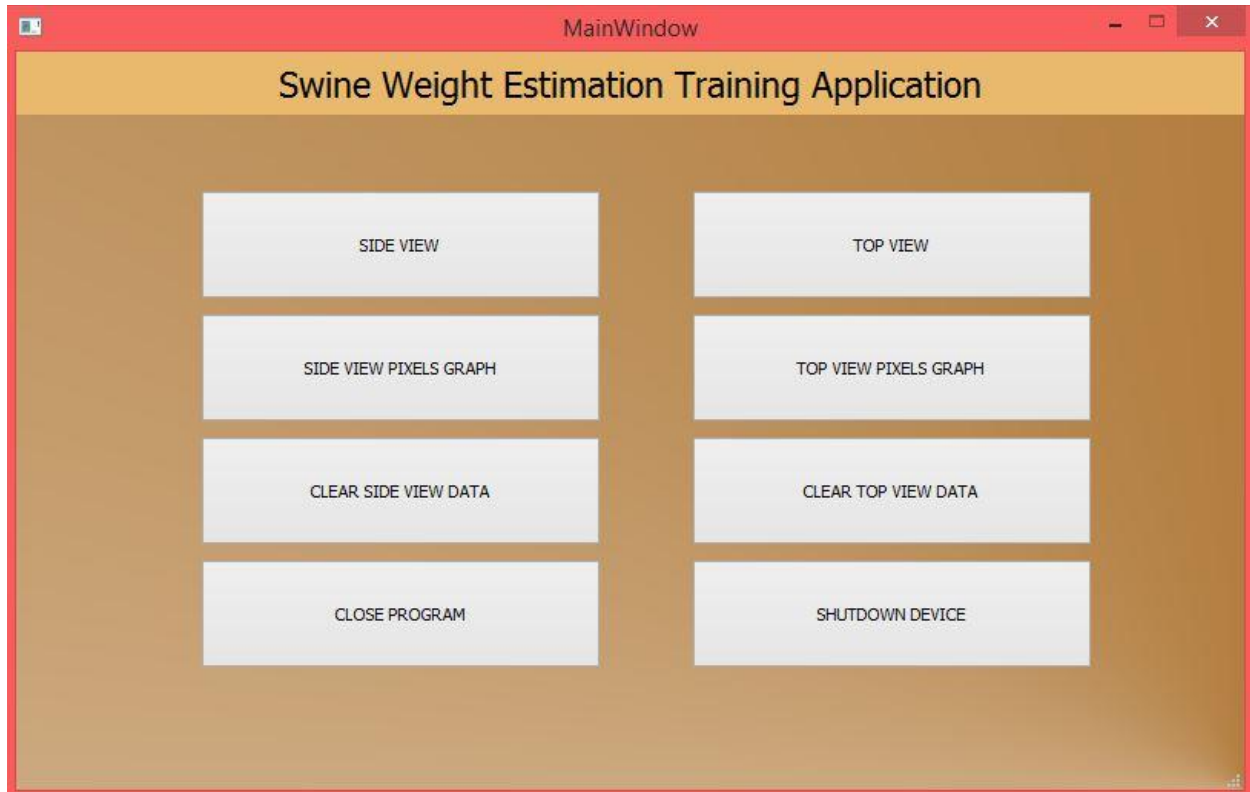 MainWindow
Swine Weight Estimation Training Application
SIDE VIEW
TOP VIEW
SIDE VIEW PIXELS GRAPH
TOP VIEW PIXELS GRAPH
CLEAR SIDE VIEW DATA
CLEAR TOP VIEW DATA
CLOSE PROGRAM
SHUTDOWN DEVICE